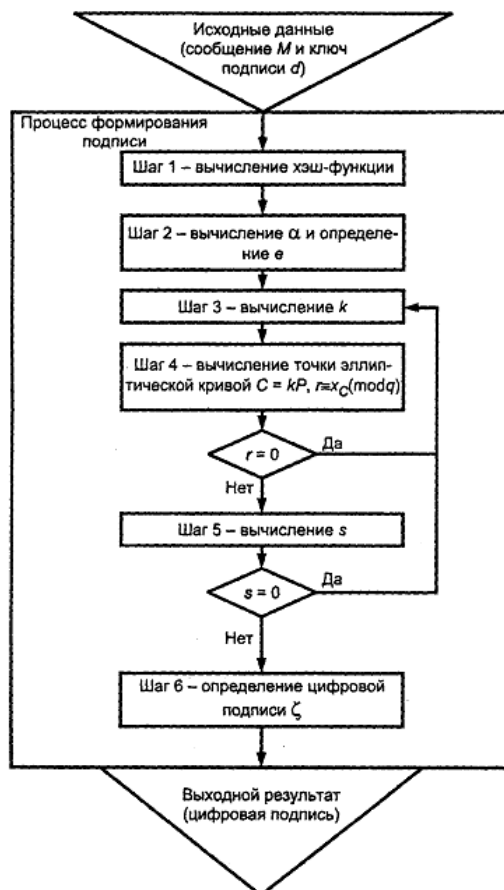 Исходные данные
(сообщение M и ключ
подписи d)
Процесс формирования
подписи
Шаг 1 – вычисление хэш-функции
Шаг 2 – вычисление α и определе-
ние e
Шаг 3 – вычисление k
Шаг 4 – вычисление точки эллип-
тической кривой C = kP, r≡x_C(modq)
r = 0
Да
Нет
Шаг 5 – вычисление s
s = 0
Да
Нет
Шаг 6 – определение цифровой
подписи ζ
Выходной результат
(цифровая подпись)